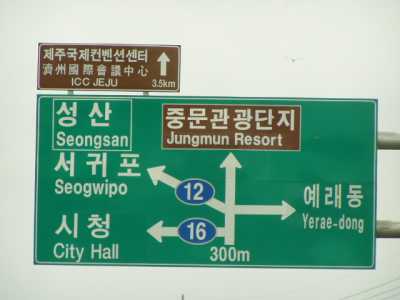 제주국제컨벤션센터
濟州國際會議中心
ICC JEJU
3.5km
성산
Seongsan
중문관광단지
Jungmun Resort
서귀포
Seogwipo
12
예래동
Yerae-dong
시청
City Hall
16
300m